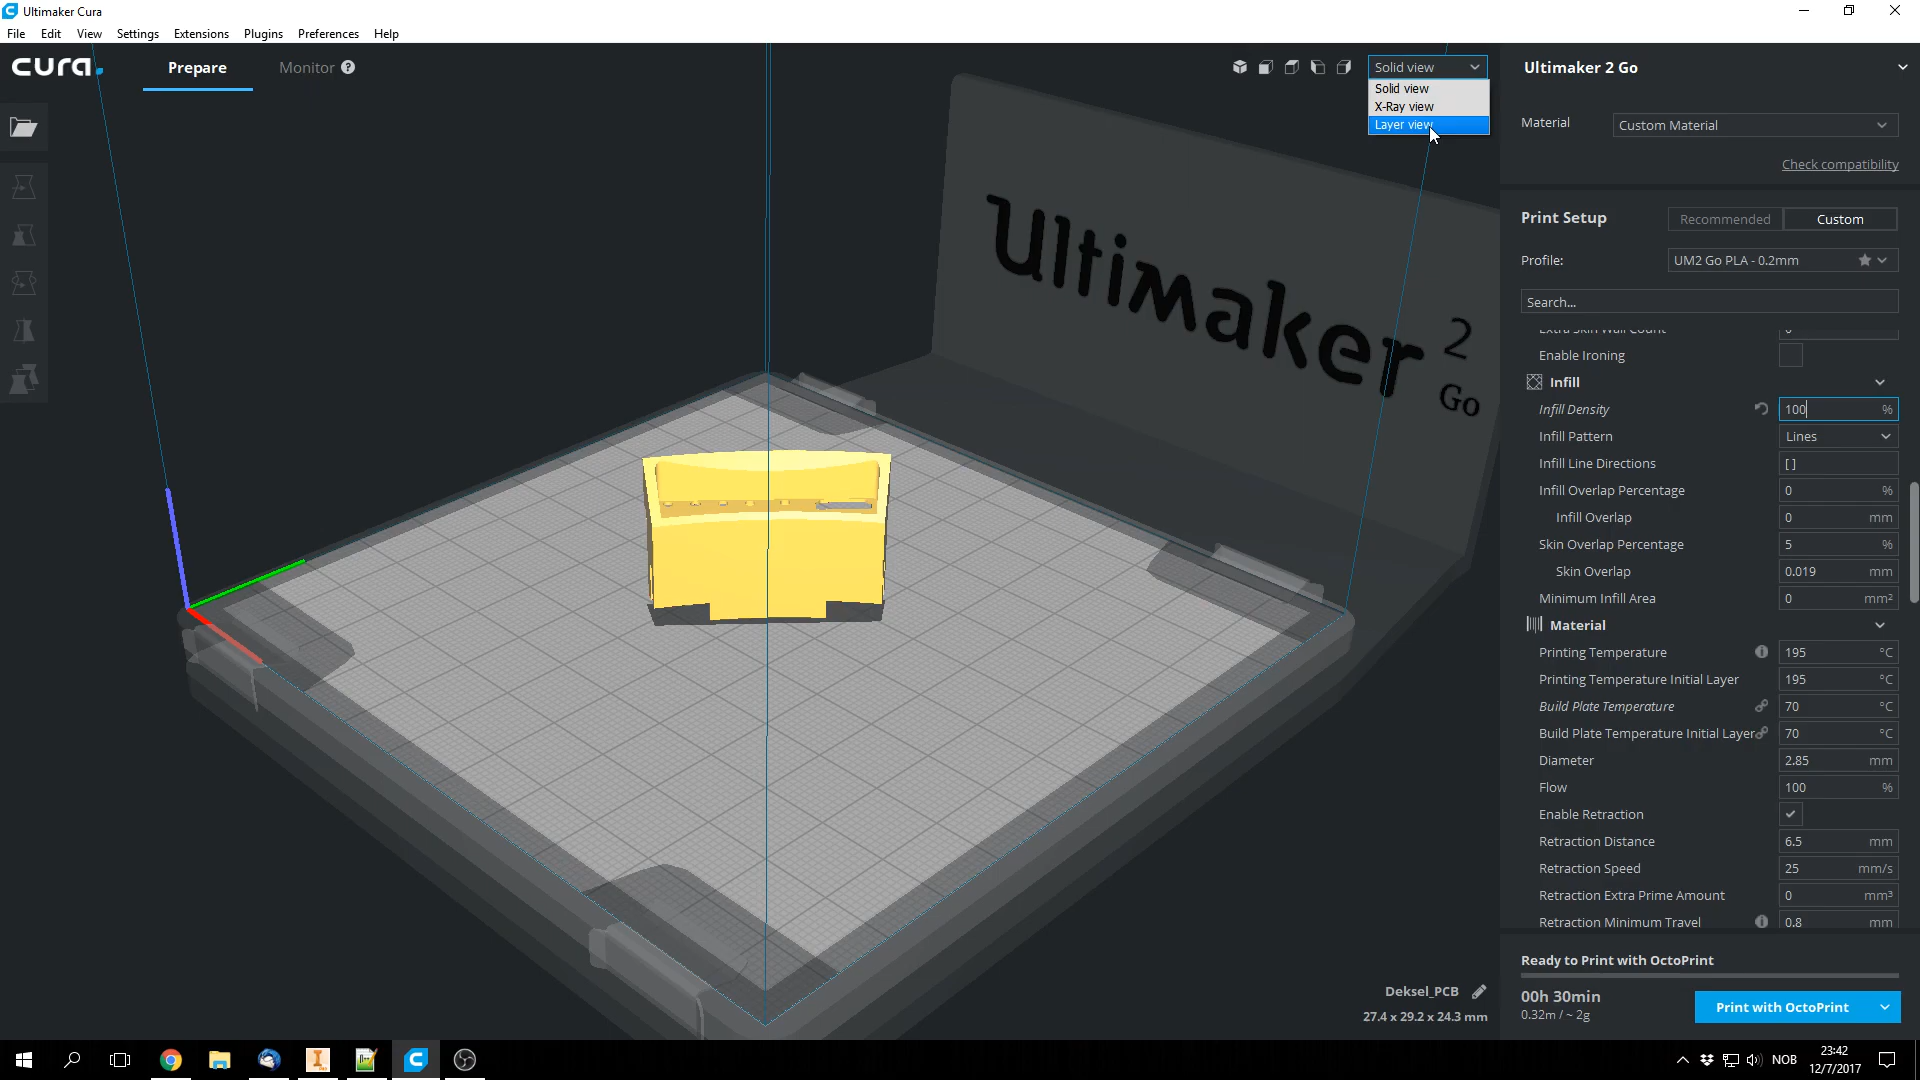 Ultimaker Cura
File Edit View Settings Extensions Plugins Preferences Help
cura. Prepare Monitor ?
Solid view
Solid view
X-Ray view
Layer view
Ultimaker 2
Go
Ultimaker 2 Go
Material Custom Material
Check compatibility
Print Setup Recommended Custom
Profile: UM2 Go PLA - 0.2mm
Search...
Extra Skin Wall Count 0
Enable Ironing
Infill
Infill Density 100 %
Infill Pattern Lines
Infill Line Directions [ ]
Infill Overlap Percentage 0 %
Infill Overlap 0 mm
Skin Overlap Percentage 5 %
Skin Overlap 0.019 mm
Minimum Infill Area 0 mm²
Material
Printing Temperature 195 °C
Printing Temperature Initial Layer 195 °C
Build Plate Temperature 70 °C
Build Plate Temperature Initial Layer 70 °C
Diameter 2.85 mm
Flow 100 %
Enable Retraction
Retraction Distance 6.5 mm
Retraction Speed 25 mm/s
Retraction Extra Prime Amount 0 mm³
Retraction Minimum Travel 0.8 mm
Deksel_PCB
27.4 x 29.2 x 24.3 mm
Ready to Print with OctoPrint
00h 30min
0.32m / ~ 2g
Print with OctoPrint
NOB
23:42
12/7/2017